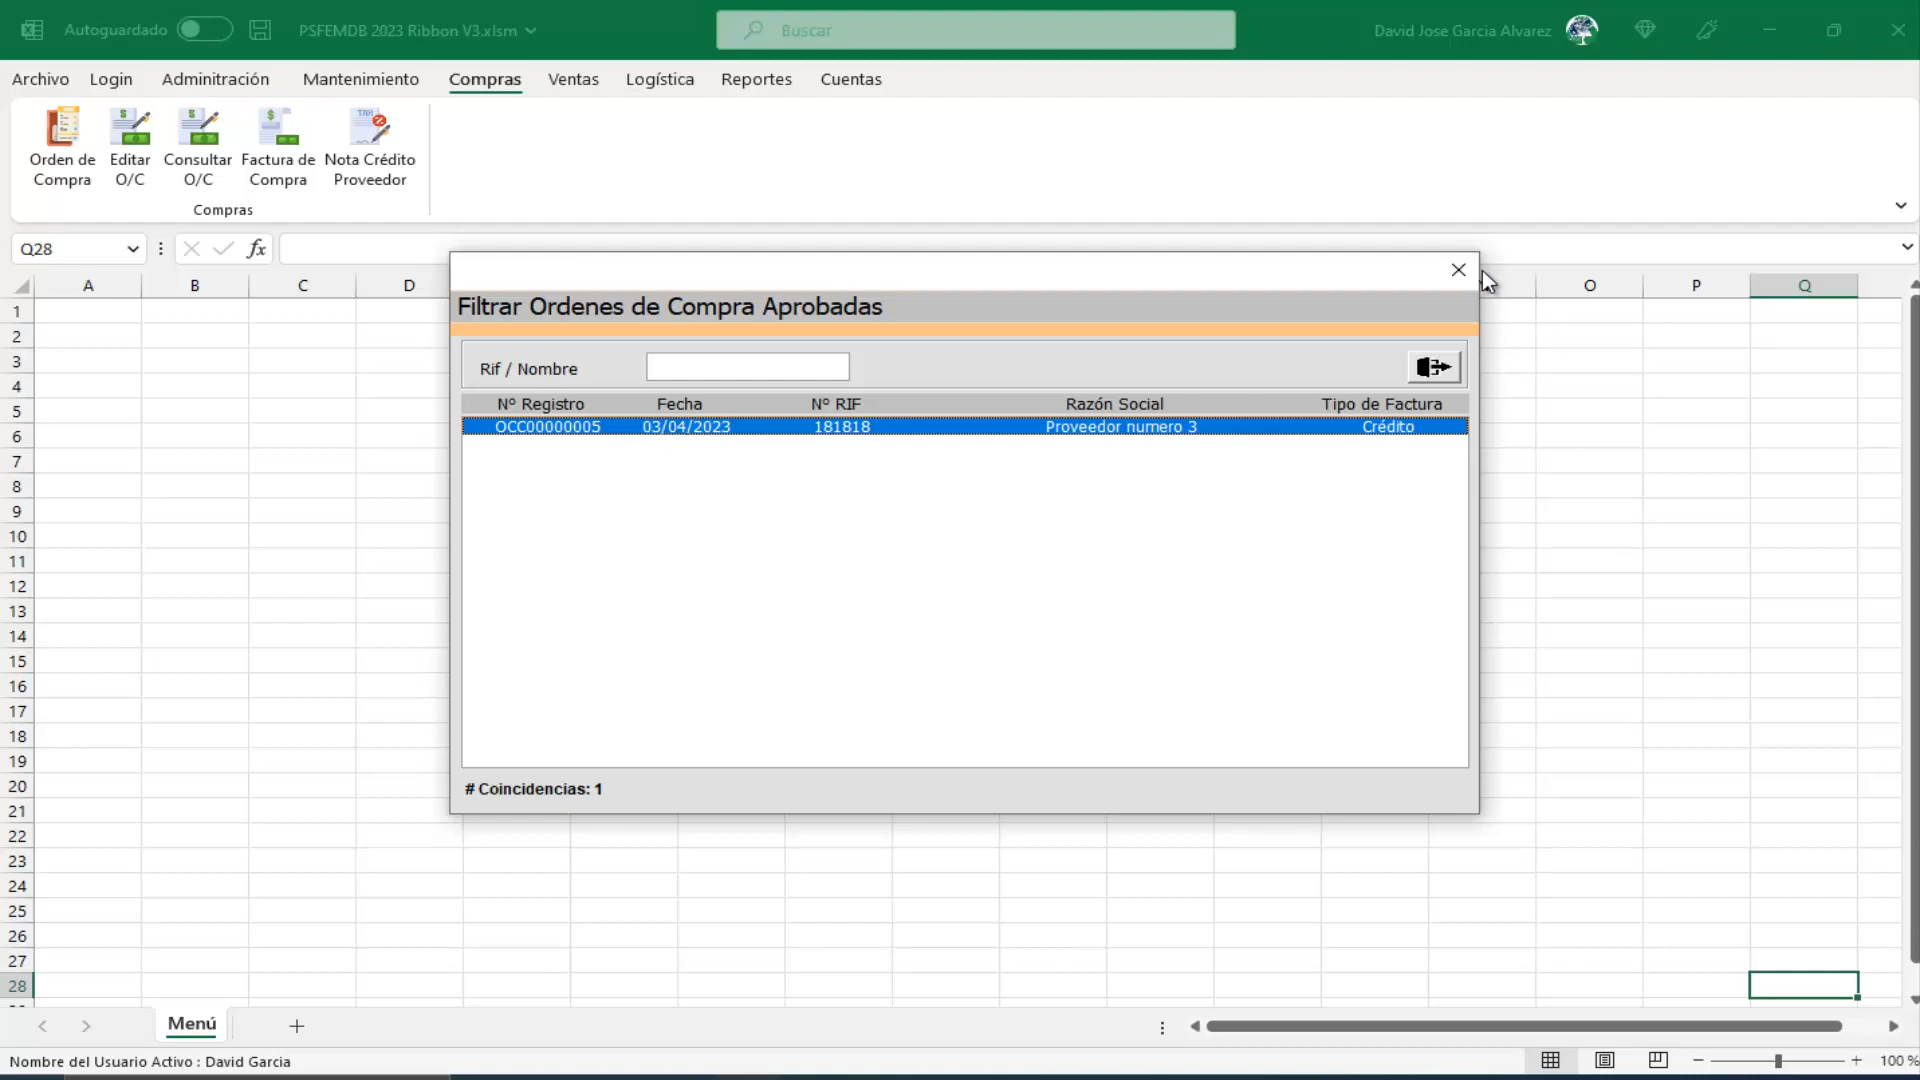 Autoguardado PSFEMDB 2023 Ribbon V3.xlsm Buscar David Jose Garcia Alvarez
Archivo Login Adminitración Mantenimiento Compras Ventas Logística Reportes Cuentas
Orden de Compra
Editar O/C
Consultar O/C
Factura de Compra
Nota Crédito Proveedor
Compras
Q28 fx
A B C D O P Q
Filtrar Ordenes de Compra Aprobadas
Rif / Nombre
Nº Registro Fecha Nº RIF Razón Social Tipo de Factura
OCC00000005 03/04/2023 181818 Proveedor numero 3 Crédito
# Coincidencias: 1
1
2
3
4
5
6
7
8
9
10
11
12
13
14
15
16
17
18
19
20
21
22
23
24
25
26
27
28
Menú
Nombre del Usuario Activo : David Garcia 100 %